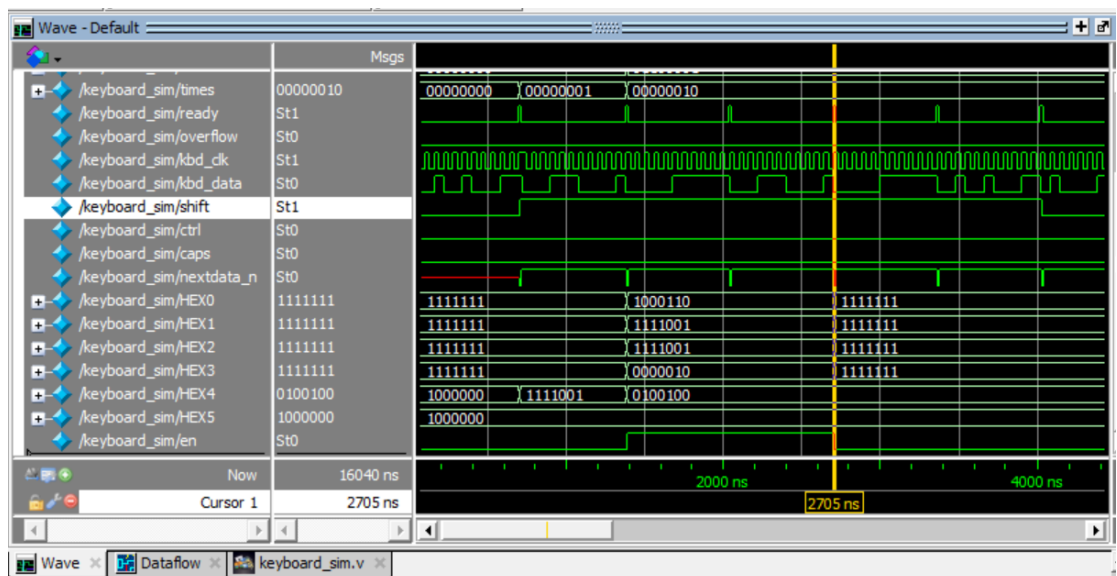 Wave - Default
Msgs
/keyboard_sim/times 00000010 00000000 00000001 00000010
/keyboard_sim/ready St1
/keyboard_sim/overflow St0
/keyboard_sim/kbd_clk St1
/keyboard_sim/kbd_data St0
/keyboard_sim/shift St1
/keyboard_sim/ctrl St0
/keyboard_sim/caps St0
/keyboard_sim/nextdata_n St0
/keyboard_sim/HEX0 1111111 1111111 1000110 1111111
/keyboard_sim/HEX1 1111111 1111111 1111001 1111111
/keyboard_sim/HEX2 1111111 1111111 1111001 1111111
/keyboard_sim/HEX3 1111111 1111111 0000010 1111111
/keyboard_sim/HEX4 0100100 1000000 1111001 0100100
/keyboard_sim/HEX5 1000000 1000000
/keyboard_sim/en St0
Now 16040 ns 2000 ns 4000 ns
Cursor 1 2705 ns 2705 ns
Wave Dataflow keyboard_sim.v